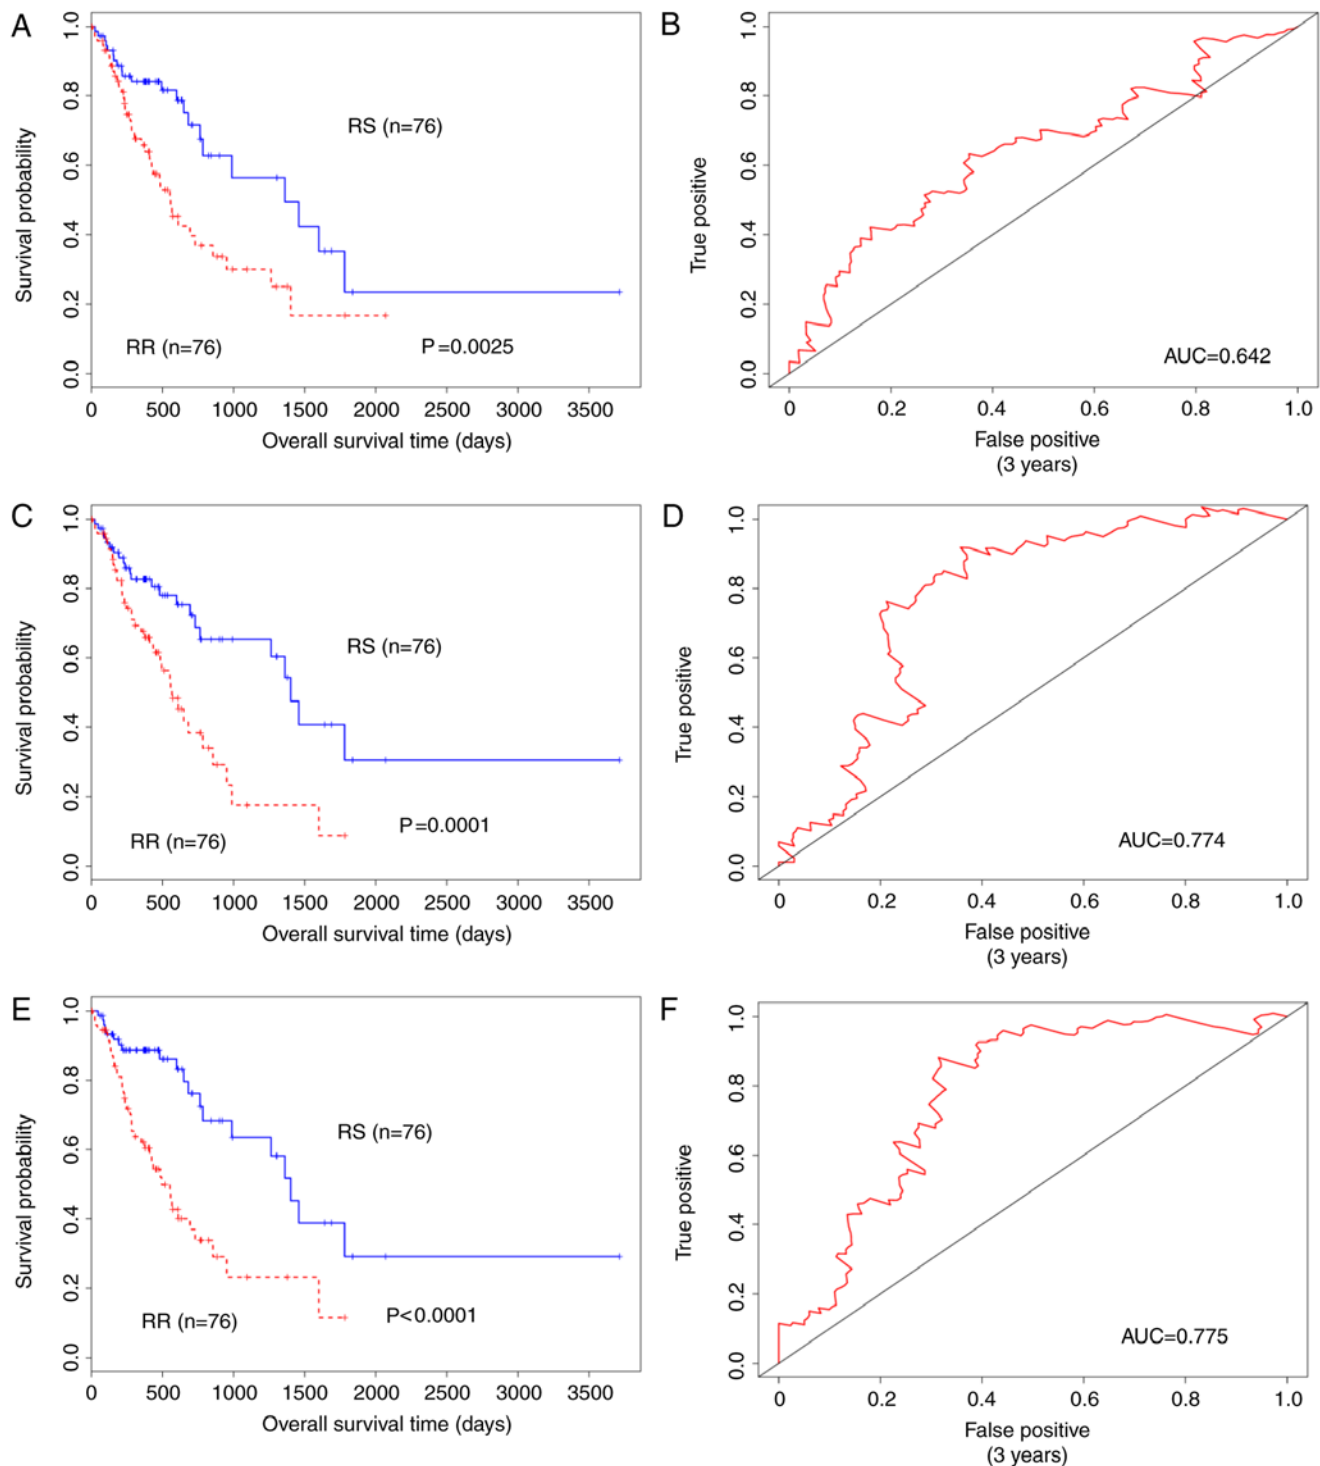 A
Survival probability
1.0
0.8
0.6
0.4
0.2
0.0
RS (n=76)
RR (n=76)
P=0.0025
0 500 1000 1500 2000 2500 3000 3500
Overall survival time (days)
B
True positive
1.0
0.8
0.6
0.4
0.2
0.0
AUC=0.642
0 0.2 0.4 0.6 0.8 1.0
False positive
(3 years)
C
Survival probability
1.0
0.8
0.6
0.4
0.2
0.0
RS (n=76)
RR (n=76)
P=0.0001
0 500 1000 1500 2000 2500 3000 3500
Overall survival time (days)
D
True positive
1.0
0.8
0.6
0.4
0.2
0.0
AUC=0.774
0 0.2 0.4 0.6 0.8 1.0
False positive
(3 years)
E
Survival probability
1.0
0.8
0.6
0.4
0.2
0.0
RS (n=76)
RR (n=76)
P<0.0001
0 500 1000 1500 2000 2500 3000 3500
Overall survival time (days)
F
True positive
1.0
0.8
0.6
0.4
0.2
0.0
AUC=0.775
0 0.2 0.4 0.6 0.8 1.0
False positive
(3 years)